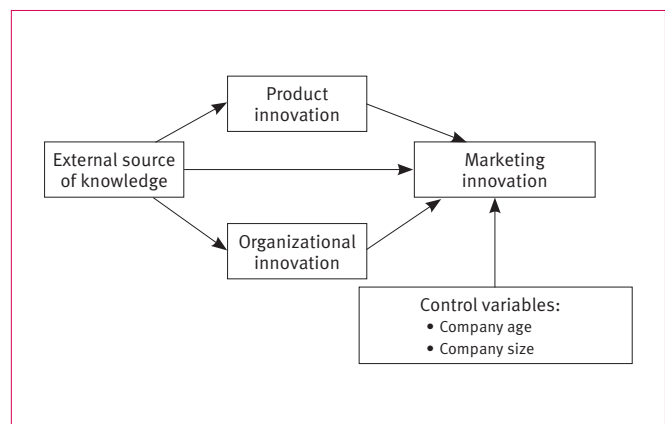 Product
innovation
External source
of knowledge
Marketing
innovation
Organizational
innovation
Control variables:
• Company age
• Company size